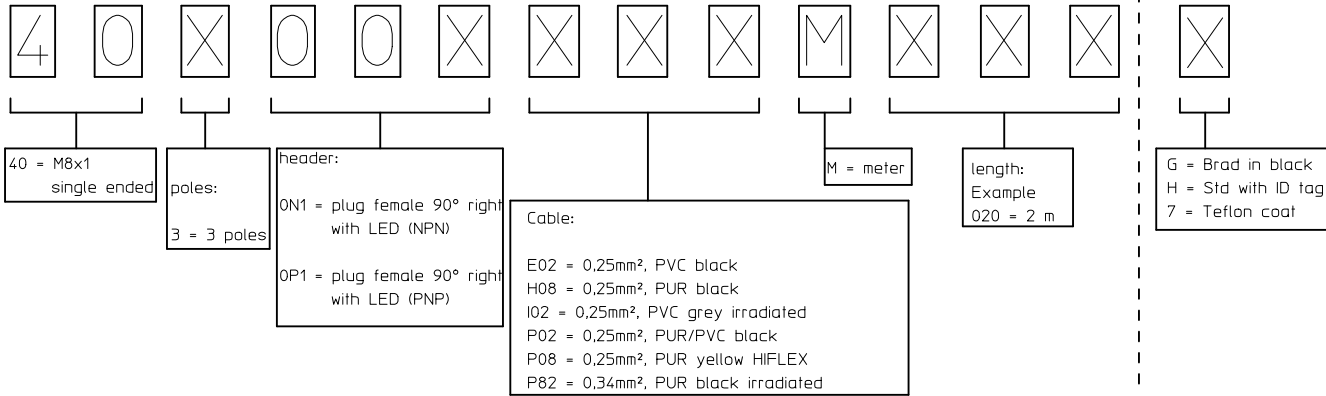 4 0 X 0 0 X X X X M X X X X
40 = M8x1
single ended
poles:
3 = 3 poles
header:
0N1 = plug female 90° right
with LED (NPN)
0P1 = plug female 90° right
with LED (PNP)
Cable:
E02 = 0,25mm², PVC black
H08 = 0,25mm², PUR black
I02 = 0,25mm², PVC grey irradiated
P02 = 0,25mm², PUR/PVC black
P08 = 0,25mm², PUR yellow HIFLEX
P82 = 0,34mm², PUR black irradiated
M = meter
length:
Example
020 = 2 m
G = Brad in black
H = Std with ID tag
7 = Teflon coat